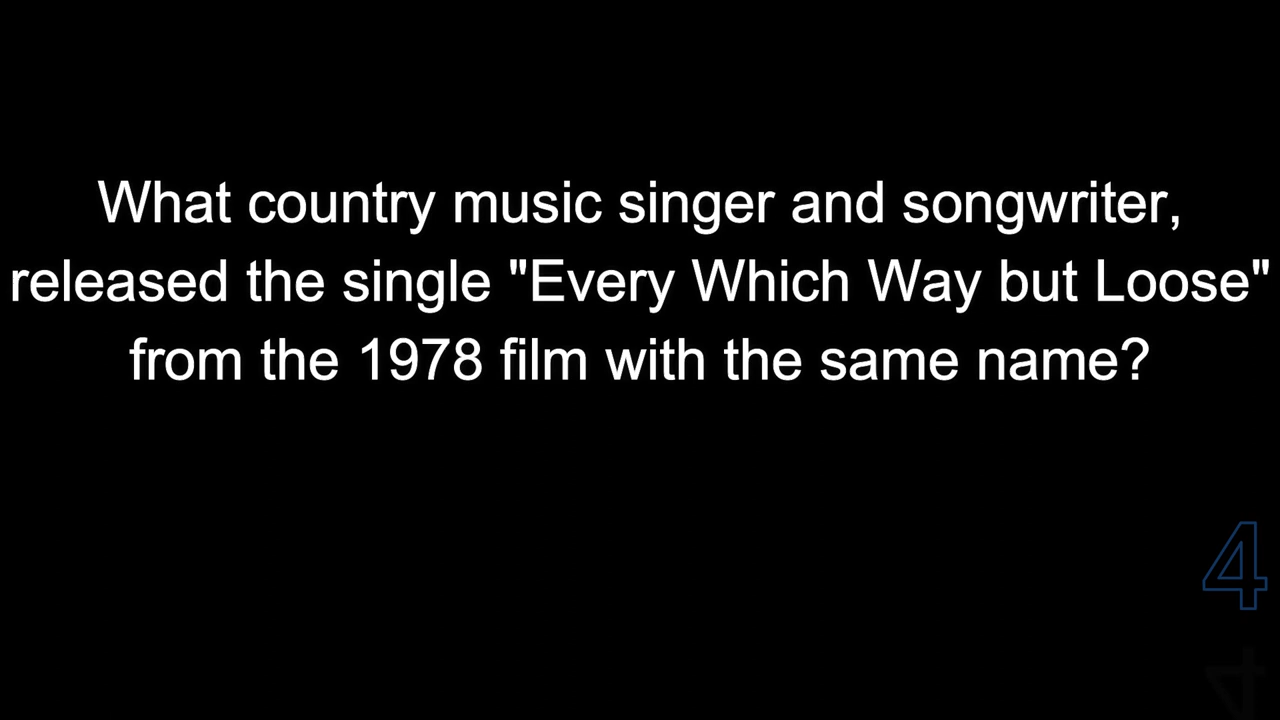 What country music singer and songwriter,
released the single "Every Which Way but Loose"
from the 1978 film with the same name?
4